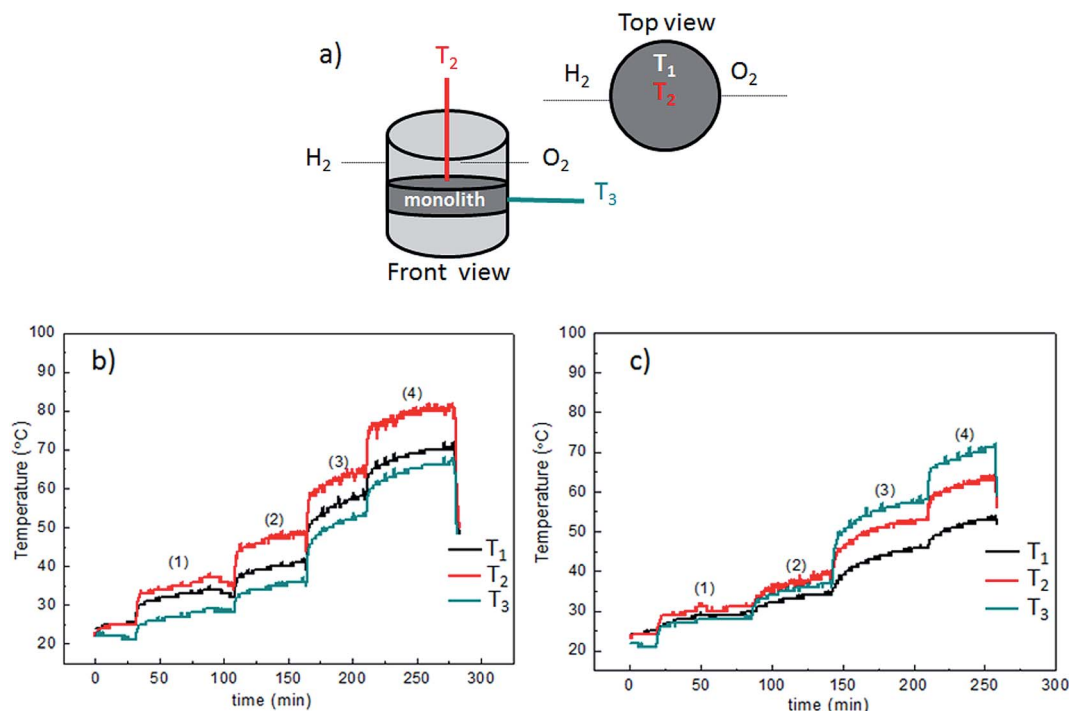 a)
T₂
H₂
O₂
monolith
T₃
Front view
Top view
T₁
T₂
H₂
O₂
b)
Temperature (°C)
100
90
80
70
60
50
40
30
20
(1)
(2)
(3)
(4)
T₁
T₂
T₃
0 50 100 150 200 250 300
time (min)
c)
Temperature (°C)
100
90
80
70
60
50
40
30
20
(1)
(2)
(3)
(4)
T₁
T₂
T₃
0 50 100 150 200 250 300
time (min)